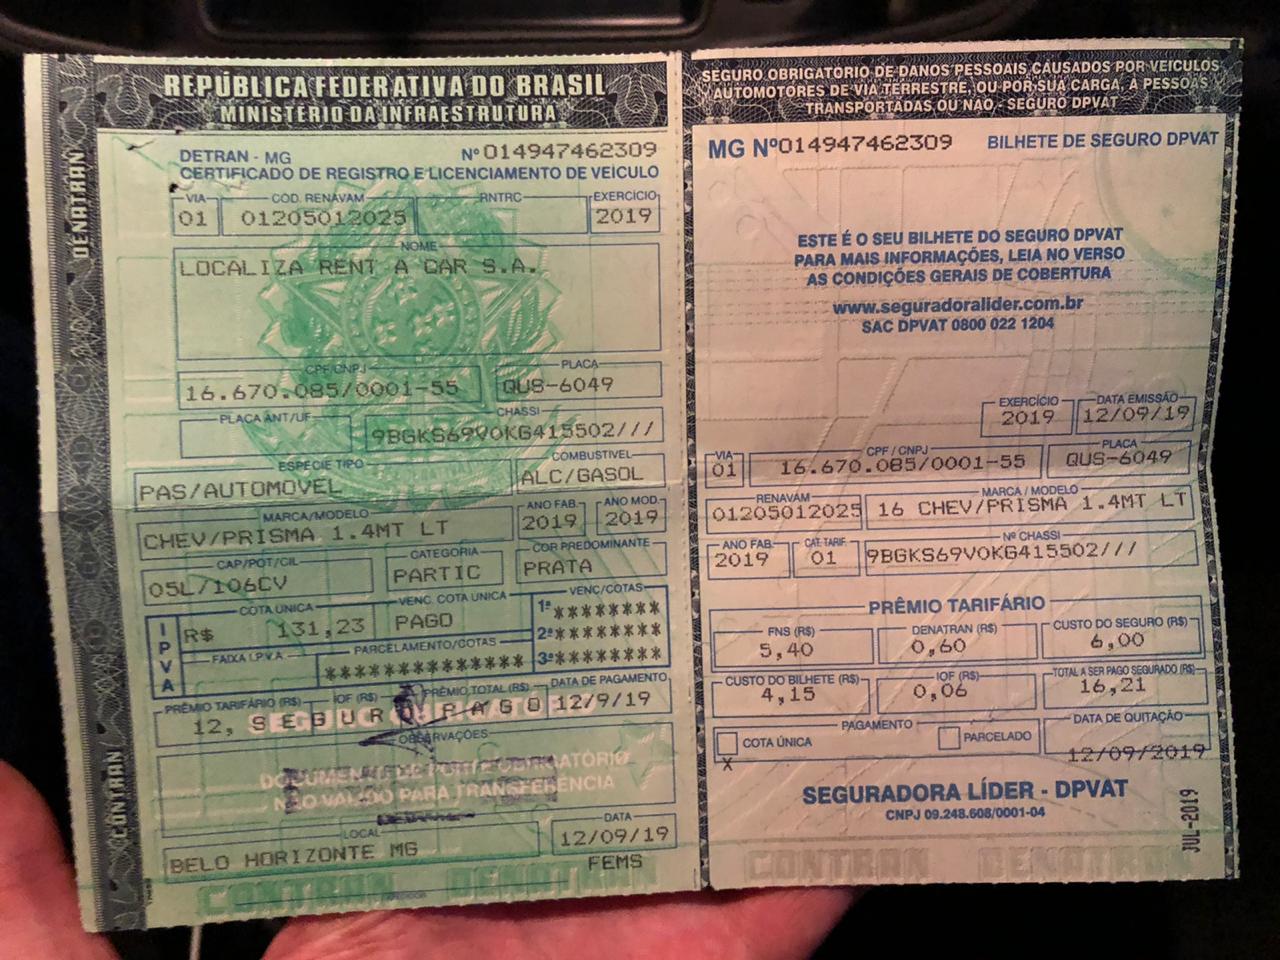 DENATRAN
CONTRAN
REPÚBLICA FEDERATIVA DO BRASIL
MINISTÉRIO DA INFRAESTRUTURA
DETRAN - MG Nº 014947462309
CERTIFICADO DE REGISTRO E LICENCIAMENTO DE VEÍCULO
VIA COD. RENAVAM RNTRC EXERCÍCIO
01 01205012025 2019
NOME
LOCALIZA RENT A CAR S.A.
CPF/CNPJ PLACA
16.670.085/0001-55 QUS-6049
PLACA ANT/UF CHASSI
9BGKS69V0KG415502///
ESPÉCIE TIPO COMBUSTÍVEL
PAS/AUTOMOVEL ALC/GASOL
MARCA/MODELO ANO FAB. ANO MOD.
CHEV/PRISMA 1.4MT LT 2019 2019
CAP/POT/CIL CATEGORIA COR PREDOMINANTE
05L/106CV PARTIC PRATA
IPVA
COTA ÚNICA VENC. COTA ÚNICA VENC/COTAS
R$ 131,23 PAGO 1ª ********
2ª ********
FAIXA I.P.V.A PARCELAMENTO/COTAS
************* 3ª ********
PRÊMIO TARIFÁRIO (R$) IOF (R$) PRÊMIO TOTAL (R$) DATA DE PAGAMENTO
12, SEGURO PAGO 12/9/19
OBSERVAÇÕES
NÃO VALIDO PARA TRANSFERÊNCIA
LOCAL DATA
BELO HORIZONTE MG 12/09/19
FEMS
CONTRAN DENATRAN
SEGURO OBRIGATÓRIO DE DANOS PESSOAIS CAUSADOS POR VEÍCULOS
AUTOMOTORES DE VIA TERRESTRE, OU POR SUA CARGA, A PESSOAS
TRANSPORTADAS OU NÃO - SEGURO DPVAT
MG Nº014947462309 BILHETE DE SEGURO DPVAT
ESTE É O SEU BILHETE DO SEGURO DPVAT
PARA MAIS INFORMAÇÕES, LEIA NO VERSO
AS CONDIÇÕES GERAIS DE COBERTURA
www.seguradoralider.com.br
SAC DPVAT 0800 022 1204
EXERCÍCIO DATA EMISSÃO
2019 12/09/19
VIA CPF / CNPJ PLACA
01 16.670.085/0001-55 QUS-6049
RENAVAM MARCA / MODELO
01205012025 16 CHEV/PRISMA 1.4MT LT
ANO FAB. CAT. TARIF. Nº CHASSI
2019 01 9BGKS69V0KG415502///
PRÊMIO TARIFÁRIO
FNS (R$) DENATRAN (R$) CUSTO DO SEGURO (R$)
5,40 0,60 6,00
CUSTO DO BILHETE (R$) IOF (R$) TOTAL A SER PAGO SEGURADO (R$)
4,15 0,06 16,21
PAGAMENTO DATA DE QUITAÇÃO
COTA ÚNICA PARCELADO
X 12/09/2019
SEGURADORA LÍDER - DPVAT
CNPJ 09.248.608/0001-04
JUL-2019
CONTRAN DENATRAN